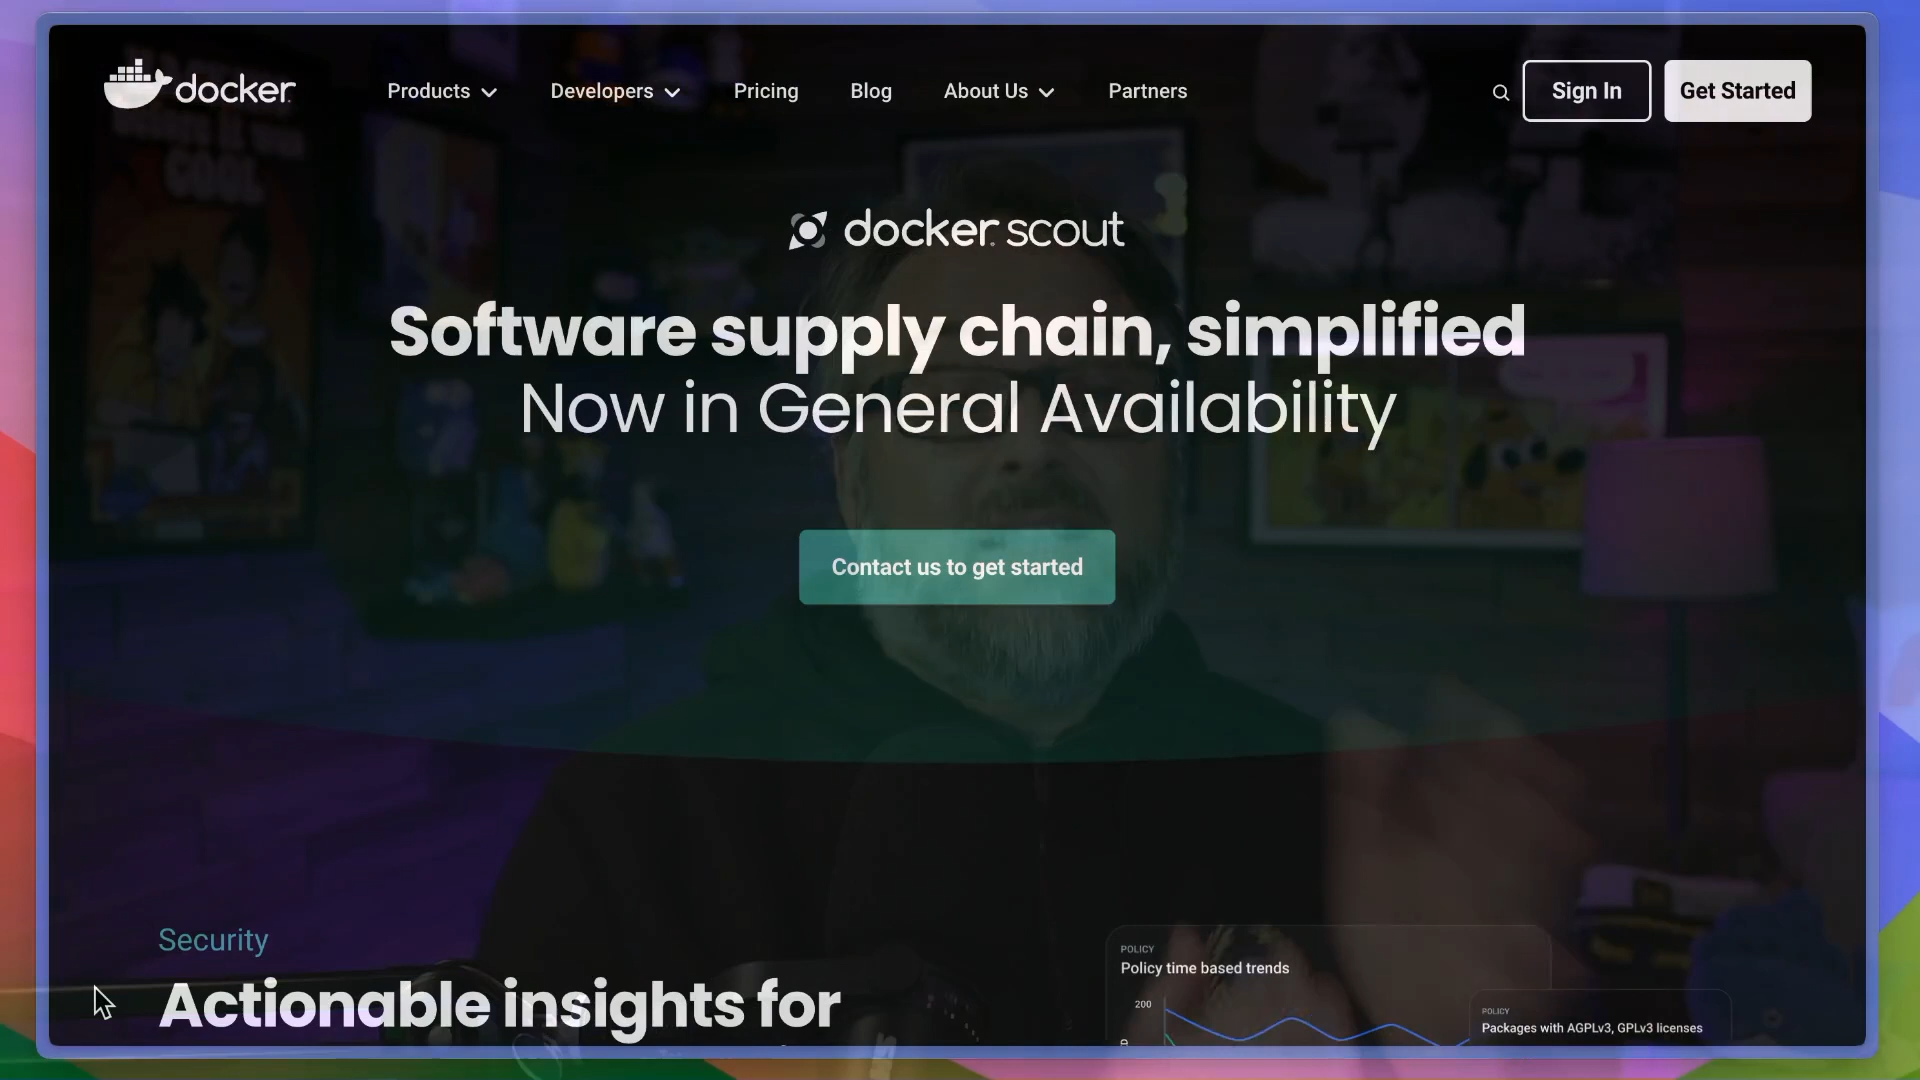 docker
Products
Developers
Pricing
Blog
About Us
Partners
Sign In
Get Started
COOL
docker scout
Software supply chain, simplified
Now in General Availability
Contact us to get started
Security
Actionable insights for
POLICY
Policy time based trends
200
POLICY
Packages with AGPLv3, GPLv3 licenses